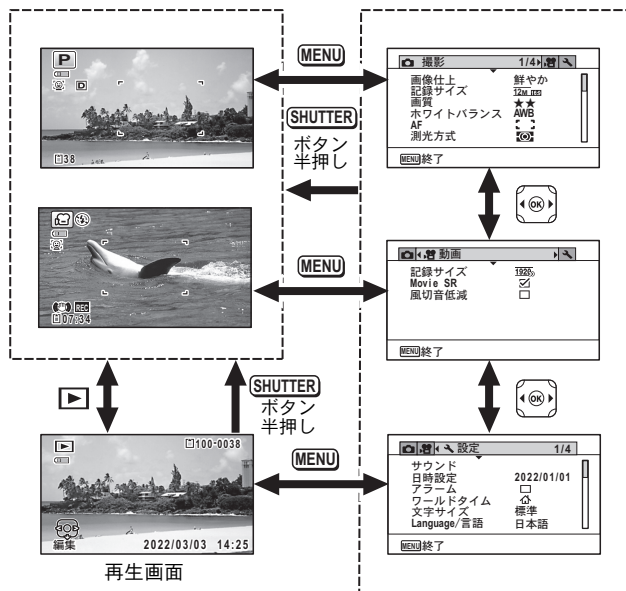 P
D
38
MENU
SHUTTER
ボタン
半押し
撮影 1/4
画像仕上 鮮やか
記録サイズ 12M 16:9
画質 ★★
ホワイトバランス AWB
AF
測光方式
MENU終了
OK
REC
07:34
MENU
動画
記録サイズ 1920
Movie SR ☑
風切音低減 □
MENU終了
OK
SHUTTER
ボタン
半押し
100-0038
編集 2022/03/03 14:25
再生画面
MENU
設定 1/4
サウンド
日時設定 2022/01/01
アラーム □
ワールドタイム
文字サイズ 標準
Language/言語 日本語
MENU終了